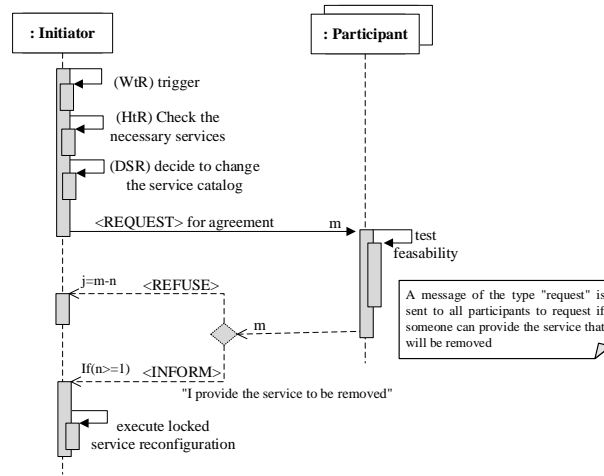 : Initiator
: Participant
(WtR) trigger
(HtR) Check the
necessary services
(DSR) decide to change
the service catalog
<REQUEST> for agreement
m
test
feasability
j=m-n
<REFUSE>
m
A message of the type "request" is
sent to all participants to request if
someone can provide the service that
will be removed
If(n>=1)
<INFORM>
"I provide the service to be removed"
execute locked
service reconfiguration